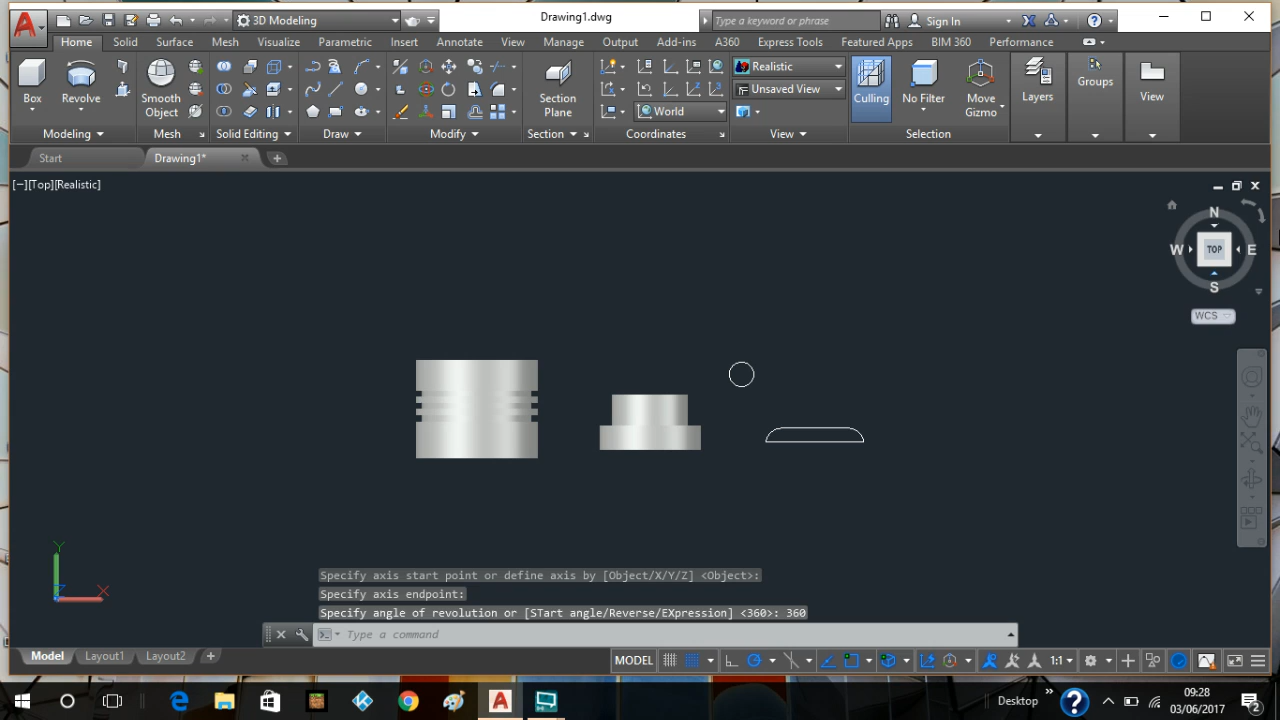 3D Modeling
Drawing1.dwg
Type a keyword or phrase
Sign In
Home Solid Surface Mesh Visualize Parametric Insert Annotate View Manage Output Add-ins A360 Express Tools Featured Apps BIM 360 Performance
Box
Revolve
Smooth
Object
Section
Plane
World
Realistic
Unsaved View
Culling
No Filter
Move
Gizmo
Layers
Groups
View
Modeling
Mesh
Solid Editing
Draw
Modify
Section
Coordinates
View
Selection
Start
Drawing1*
[−][Top][Realistic]
N
W
TOP
E
S
WCS
Y
Z
X
Specify axis start point or define axis by [Object/X/Y/Z] <Object>:
Specify axis endpoint:
Specify angle of revolution or [STart angle/Reverse/EXpression] <360>: 360
Type a command
Model
Layout1
Layout2
MODEL
1:1
Desktop
09:28
03/06/2017
2